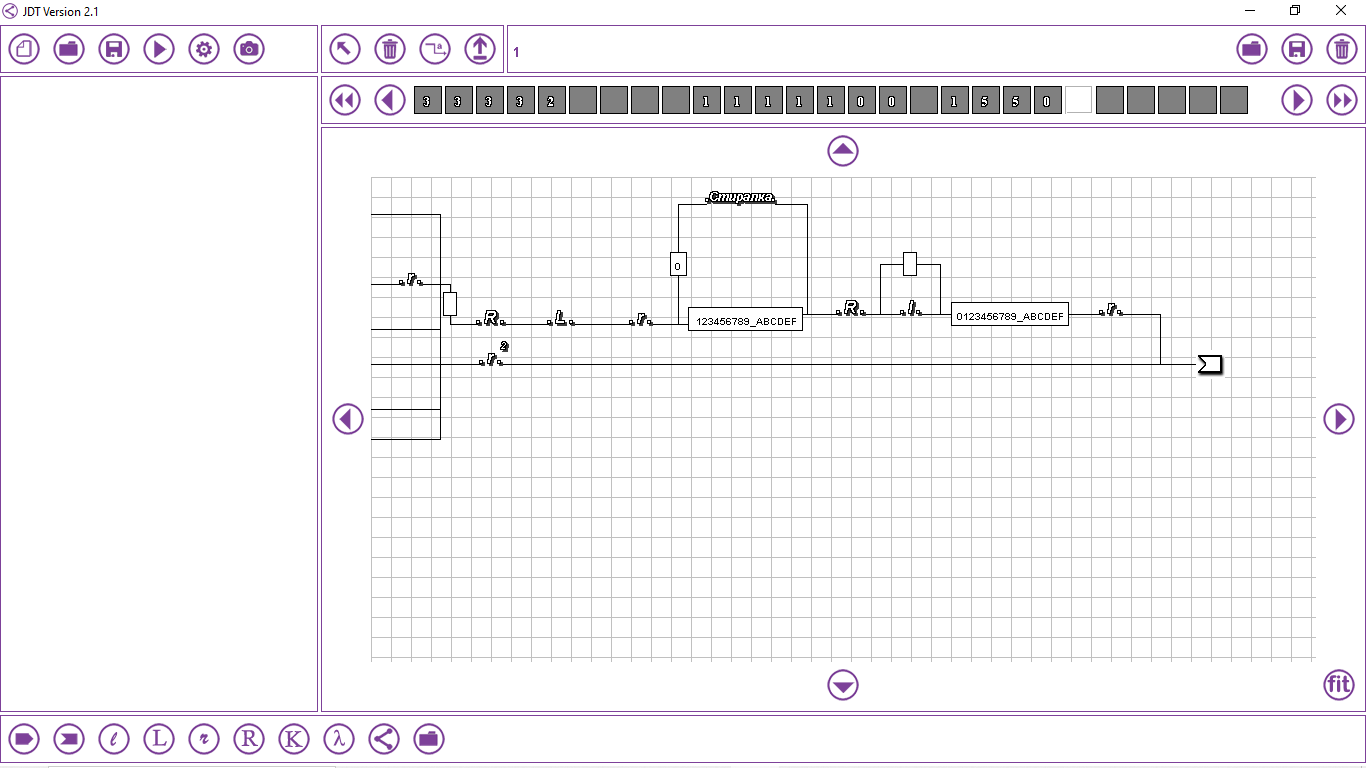 JDT Version 2.1
1
3 3 3 3 2 1 1 1 1 1 0 0 1 5 5 0
.Стиралка.
0
.r.
.R. .L. .r.
123456789_ABCDEF
.R. .l.
0123456789_ABCDEF
.r.
.r. 2
fit
l L r R K λ